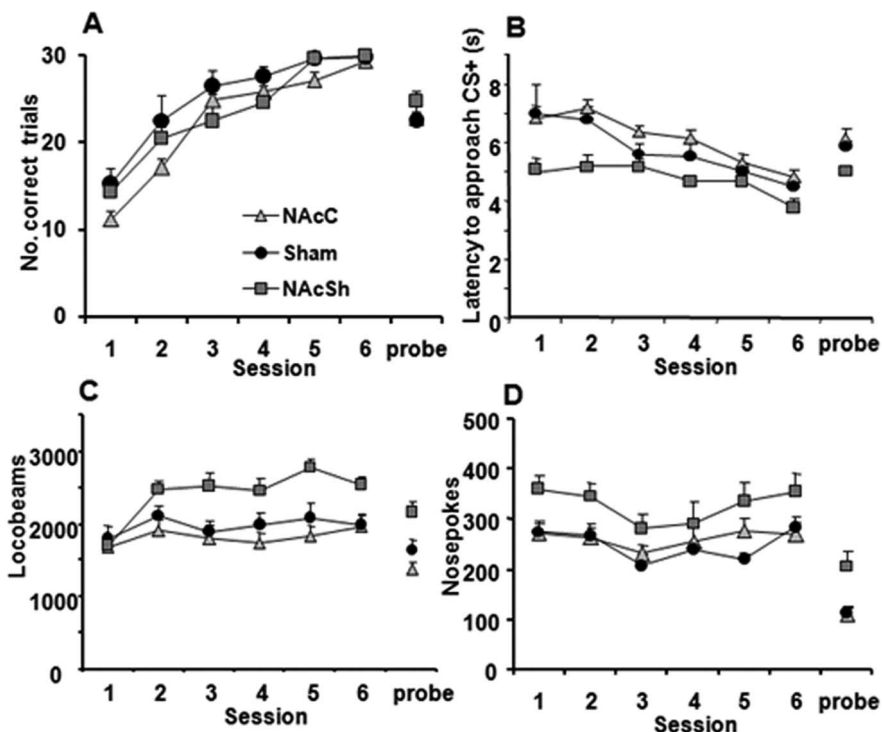 A
No. correct trials
30
20
10
0
NAcC
Sham
NAcSh
1 2 3 4 5 6 probe
Session
B
Latency to approach CS+ (s)
8
6
4
2
0
1 2 3 4 5 6 probe
Session
C
Locobeams
3000
2000
1000
0
1 2 3 4 5 6 probe
Session
D
Nosepokes
500
400
300
200
100
0
1 2 3 4 5 6 probe
Session